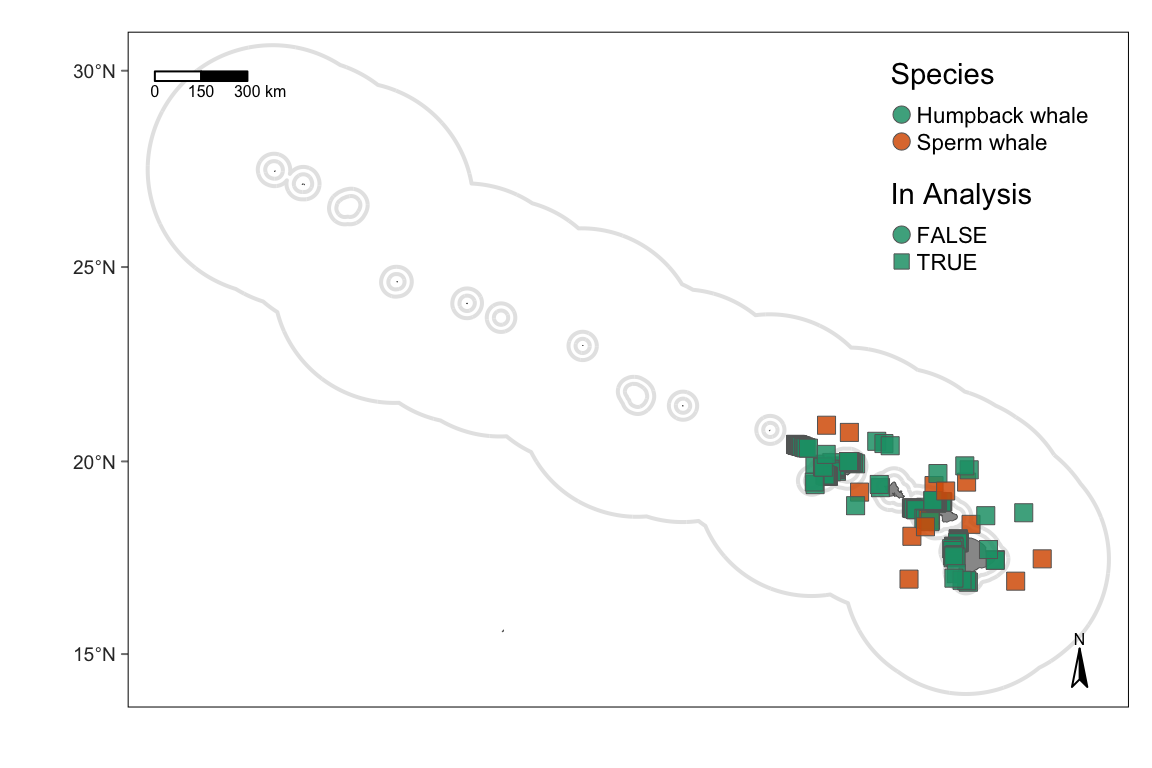 30°N
25°N
20°N
15°N
0 150 300 km
Species
Humpback whale
Sperm whale
In Analysis
FALSE
TRUE
N